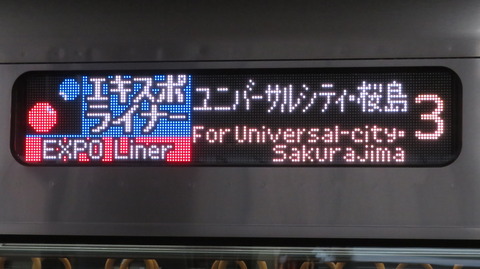 エキスポ
ライナー
EXPO Liner
ユニバーサルシティ・桜島
For Universal-city・
Sakurajima
3